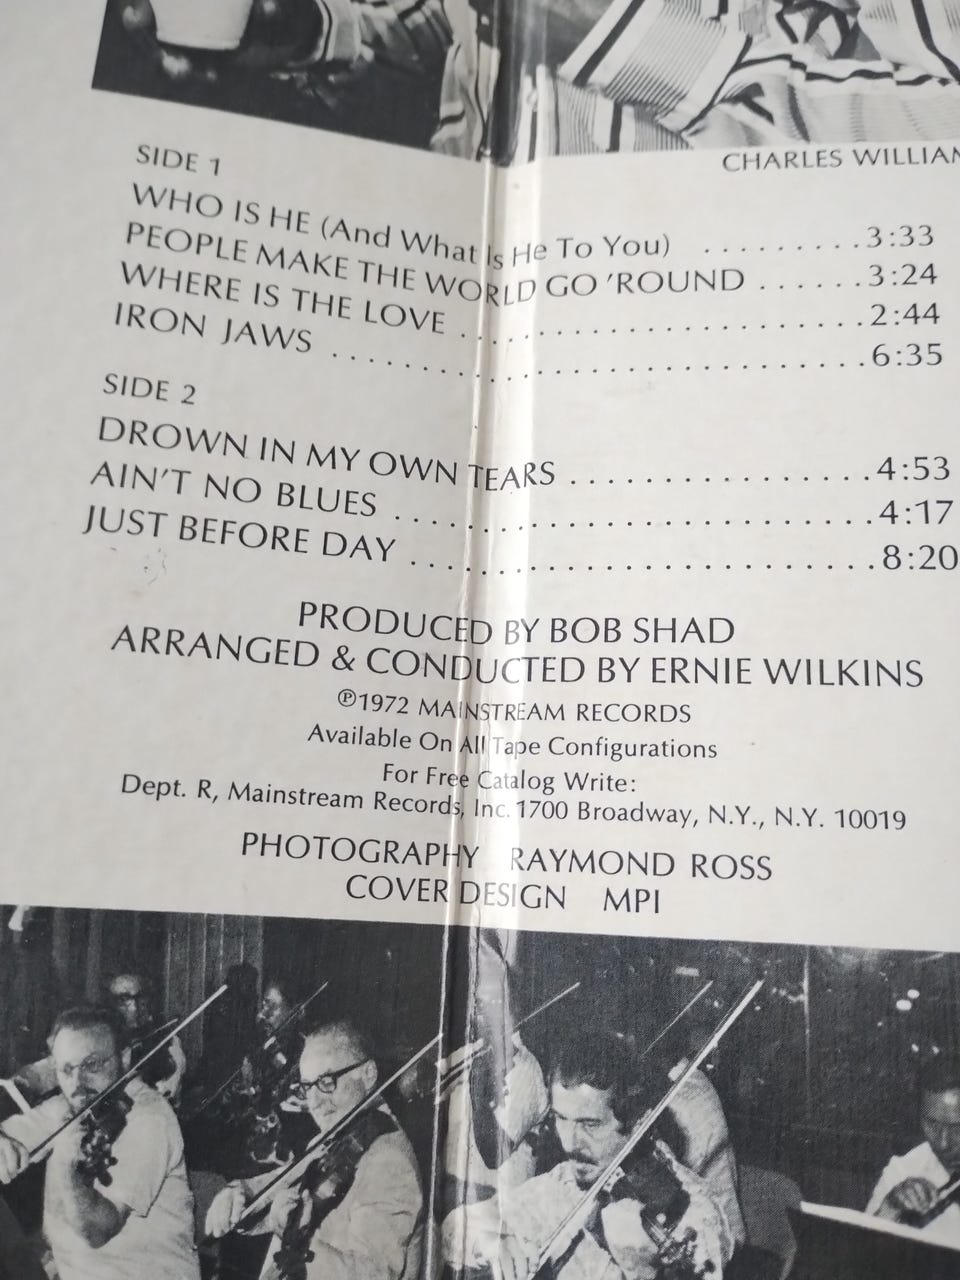 CHARLES WILLIAM
SIDE 1
WHO IS HE (And What Is He To You) .........3:33
PEOPLE MAKE THE WORLD GO 'ROUND ......3:24
WHERE IS THE LOVE ............................2:44
IRON JAWS ....................................6:35
SIDE 2
DROWN IN MY OWN TEARS .................4:53
AIN'T NO BLUES ..............................4:17
JUST BEFORE DAY .............................8:20
PRODUCED BY BOB SHAD
ARRANGED & CONDUCTED BY ERNIE WILKINS
℗1972 MAINSTREAM RECORDS
Available On All Tape Configurations
For Free Catalog Write:
Dept. R, Mainstream Records, Inc. 1700 Broadway, N.Y., N.Y. 10019
PHOTOGRAPHY RAYMOND ROSS
COVER DESIGN MPI